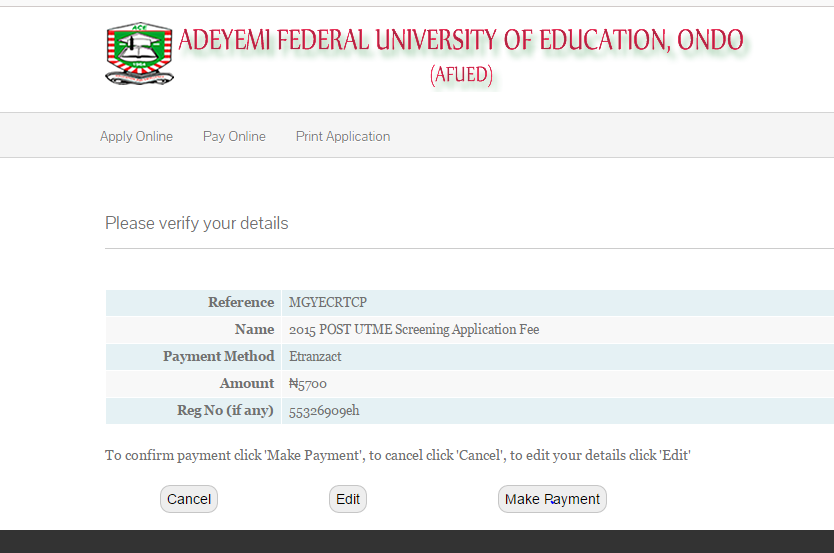 ACE
ADEYEMI FEDERAL UNIVERSITY OF EDUCATION, ONDO
(AFUED)
Apply Online Pay Online Print Application
Please verify your details
Reference MGYECRTCP
Name 2015 POST UTME Screening Application Fee
Payment Method Etranzact
Amount ₦5700
Reg No (if any) 55326909eh
To confirm payment click 'Make Payment', to cancel click 'Cancel', to edit your details click 'Edit'
Cancel Edit Make Payment